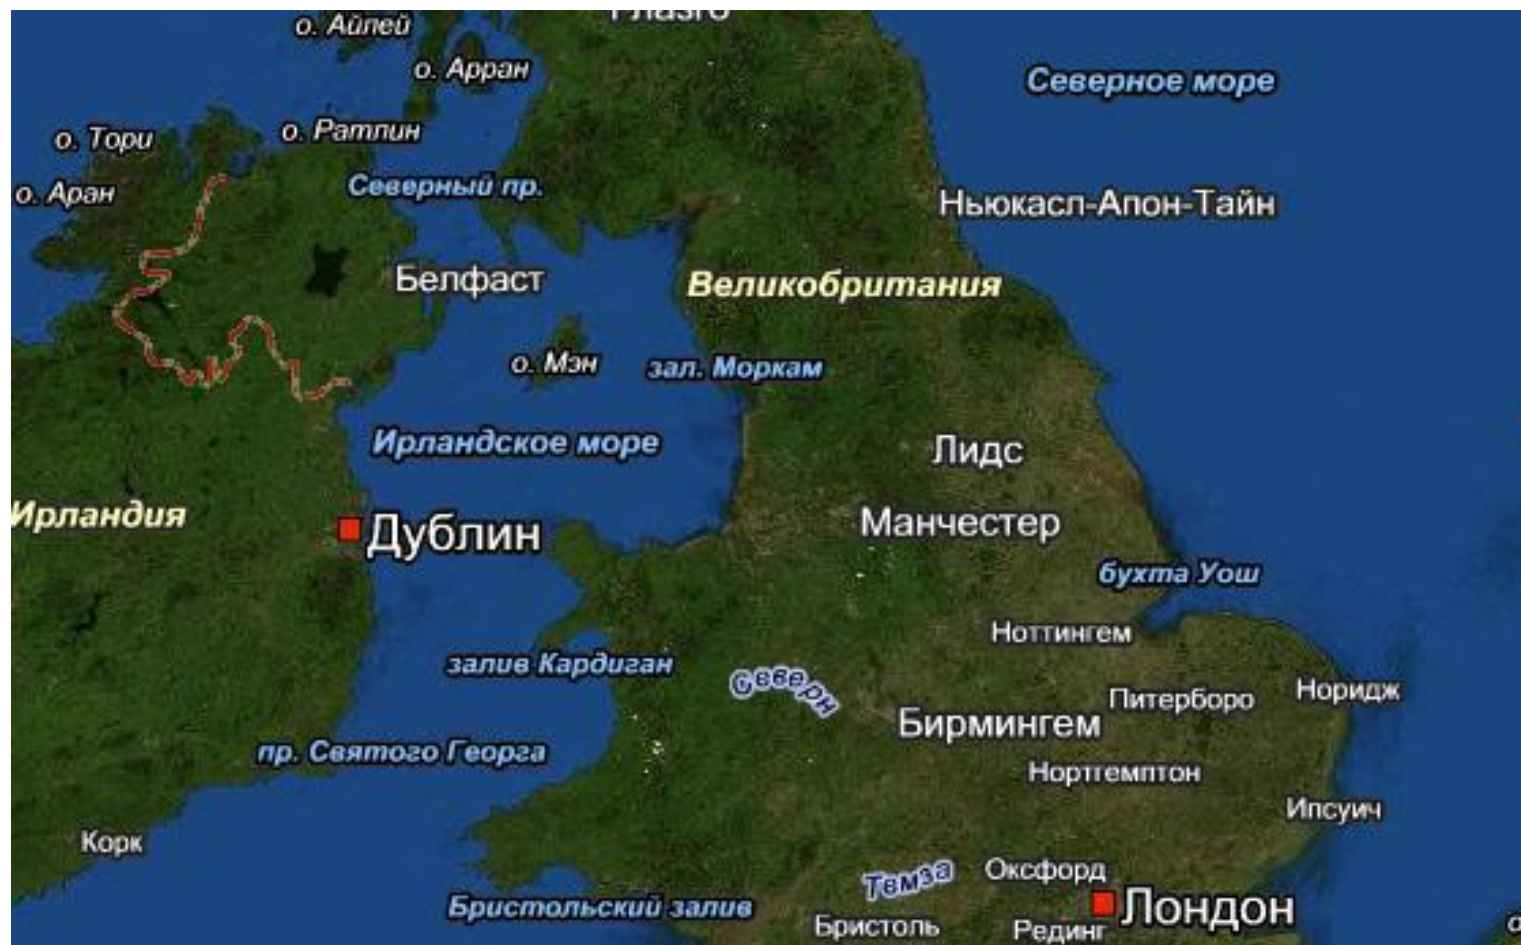 Глазго
о. Айлей
о. Арран
Северное море
о. Тори
о. Ратлин
о. Аран
Северный пр.
Ньюкасл-Апон-Тайн
Белфаст
Великобритания
о. Мэн
зал. Моркам
Ирландское море
Лидс
Ирландия
Дублин
Манчестер
бухта Уош
Ноттингем
залив Кардиган
Северн
Питерборо
Норидж
Бирмингем
пр. Святого Георга
Нортгемптон
Ипсуич
Корк
Темза
Оксфорд
Бристольский залив
Лондон
Бристоль
Рединг